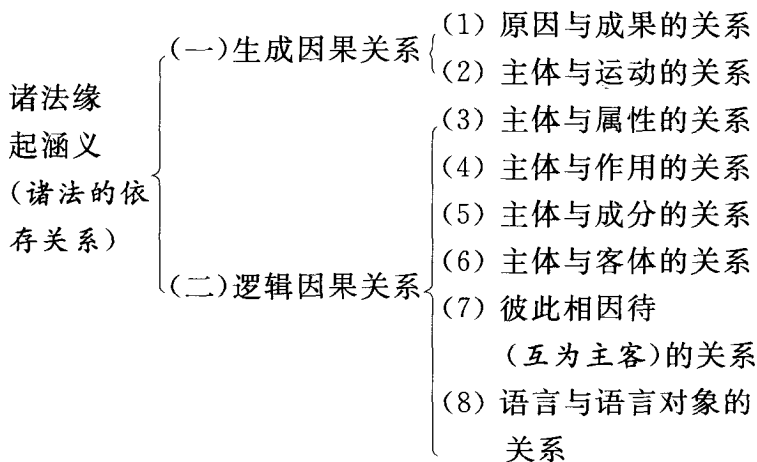 诸法缘
起涵义
(诸法的依
存关系)
(一)生成因果关系
(1) 原因与成果的关系
(2) 主体与运动的关系
(二)逻辑因果关系
(3) 主体与属性的关系
(4) 主体与作用的关系
(5) 主体与成分的关系
(6) 主体与客体的关系
(7) 彼此相因待
(互为主客)的关系
(8) 语言与语言对象的
关系